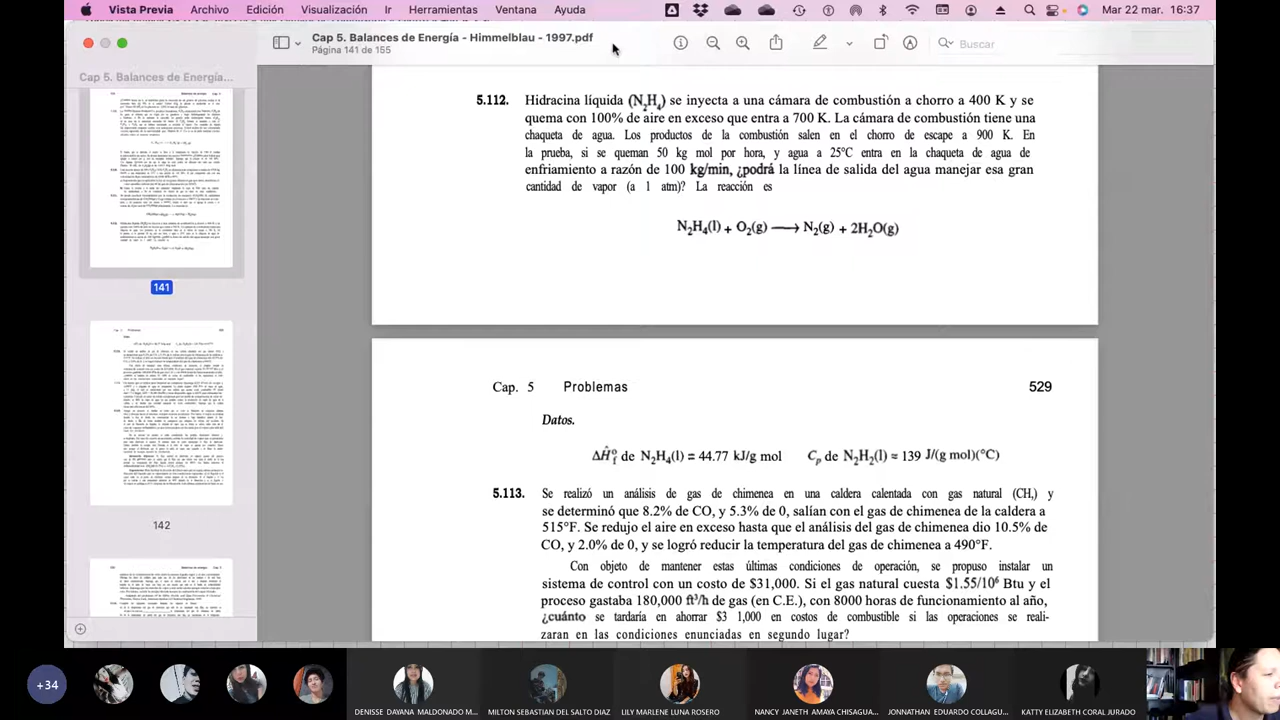 Vista Previa Archivo Edición Visualización Ir Herramientas Ventana Ayuda Mar 22 mar. 16:37
Cap 5. Balances de Energía - Himmelblau - 1997.pdf
Página 141 de 155
Buscar
Cap 5. Balances de Energía...
141
142
5.112. Hidracina líquida (N₂H₄) se inyecta a una cámara de combustión de chorro a 400 K y se
quema con 100% de aire en exceso que entra a 700 K. La cámara de combustión tiene una
chaqueta de agua. Los productos de la combustión salen en el chorro de escape a 900 K. En
la prueba, si se queman 50 kg mol por hora, y agua a 25°C entra en la chaqueta de agua de
enfriamiento a razón de 100 kg/min, ¿podrá la línea de salida del agua manejar esa gran
cantidad de vapor (a 1 atm)? La reacción es
N₂H₄(l) + O₂(g) ⟶ N₂(g) + 2H₂O(g)
Cap. 5 Problemas 529
Datos.
ΔĤ°f de N₂H₄(l) = 44.77 kJ/g mol Cp de N₂H₂(l) = 139 J/(g mol)(°C)
5.113. Se realizó un análisis de gas de chimenea en una caldera calentada con gas natural (CH,) y
se determinó que 8.2% de CO, y 5.3% de 0, salían con el gas de chimenea de la caldera a
515°F. Se redujo el aire en exceso hasta que el análisis del gas de chimenea dio 10.5% de
CO, y 2.0% de 0, y se logró reducir la temperatura del gas de chimenea a 490°F.
Con objeto de mantener estas últimas condiciones de operación, se propuso instalar un
sistema de control con un costo de $31,000. Si el gas natural cuesta $1.55/10⁶ Btu y el
proceso gastaba 180,000 ft³/h de gas (en C.E.), con 8000 horas de funcionamiento al año,
¿cuánto se tardaría en ahorrar $3 1,000 en costos de combustible si las operaciones se reali-
zaran en las condiciones enunciadas en segundo lugar?
+34
DENISSE DAYANA MALDONADO M... MILTON SEBASTIAN DEL SALTO DIAZ LILY MARLENE LUNA ROSERO NANCY JANETH AMAYA CHISAGUA... JONNATHAN EDUARDO COLLAGU... KATTY ELIZABETH CORAL JURADO